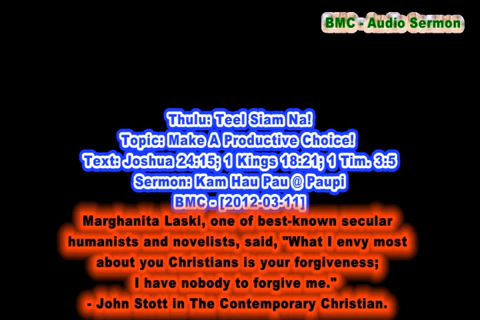 BMC - Audio Sermon
Thulu: Teel Siam Na!
Topic: Make A Productive Choice!
Text: Joshua 24:15; 1 Kings 18:21; 1 Tim. 3:5
Sermon: Kam Hau Pau @ Paupi
BMC - [2012-03-11]
Marghanita Laski, one of best-known secular
humanists and novelists, said, "What I envy most
about you Christians is your forgiveness;
I have nobody to forgive me."
- John Stott in The Contemporary Christian.